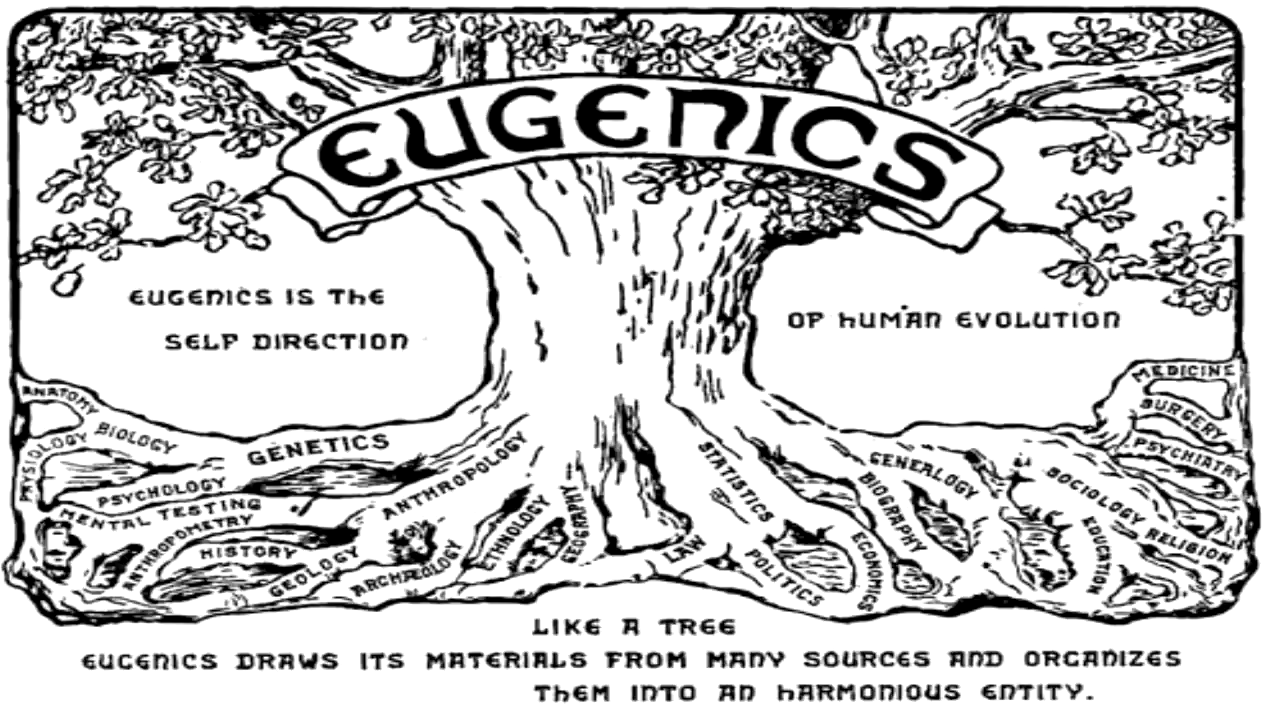 EUGENICS
EUGENICS IS THE
SELF DIRECTION
OF HUMAN EVOLUTION
ANATOMY
PHYSIOLOGY
BIOLOGY
GENETICS
PSYCHOLOGY
MENTAL TESTING
ANTHROPOMETRY
HISTORY
GEOLOGY
ANTHROPOLOGY
ARCHÆOLOGY
ETHNOLOGY
GEOGRAPHY
LAW
STATISTICS
POLITICS
ECONOMICS
BIOGRAPHY
GENEALOGY
EDUCATION
SOCIOLOGY
RELIGION
PSYCHIATRY
SURGERY
MEDICINE
LIKE A TREE
EUGENICS DRAWS ITS MATERIALS FROM MANY SOURCES AND ORGANIZES
THEM INTO AN HARMONIOUS ENTITY.